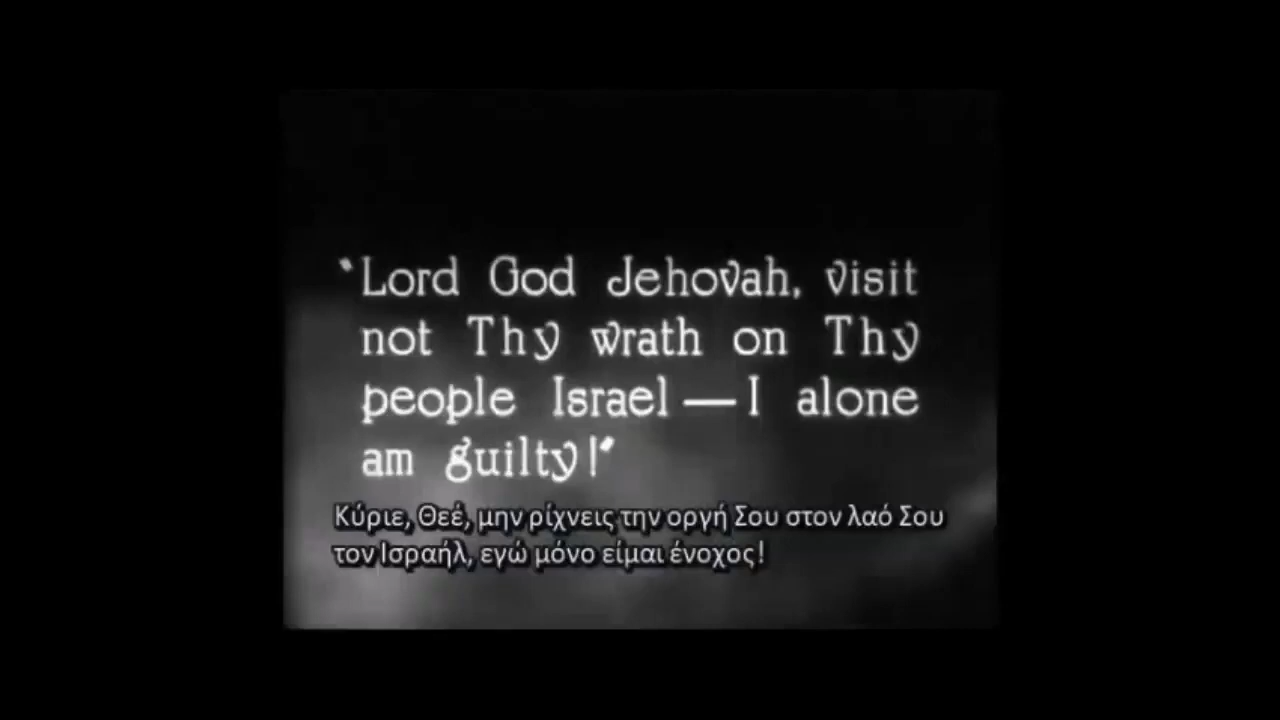 "Lord God Jehovah, visit
not Thy wrath on Thy
people Israel — I alone
am guilty!"
Κύριε, Θεέ, μην ρίχνεις την οργή Σου στον λαό Σου
τον Ισραήλ, εγώ μόνο είμαι ένοχος!